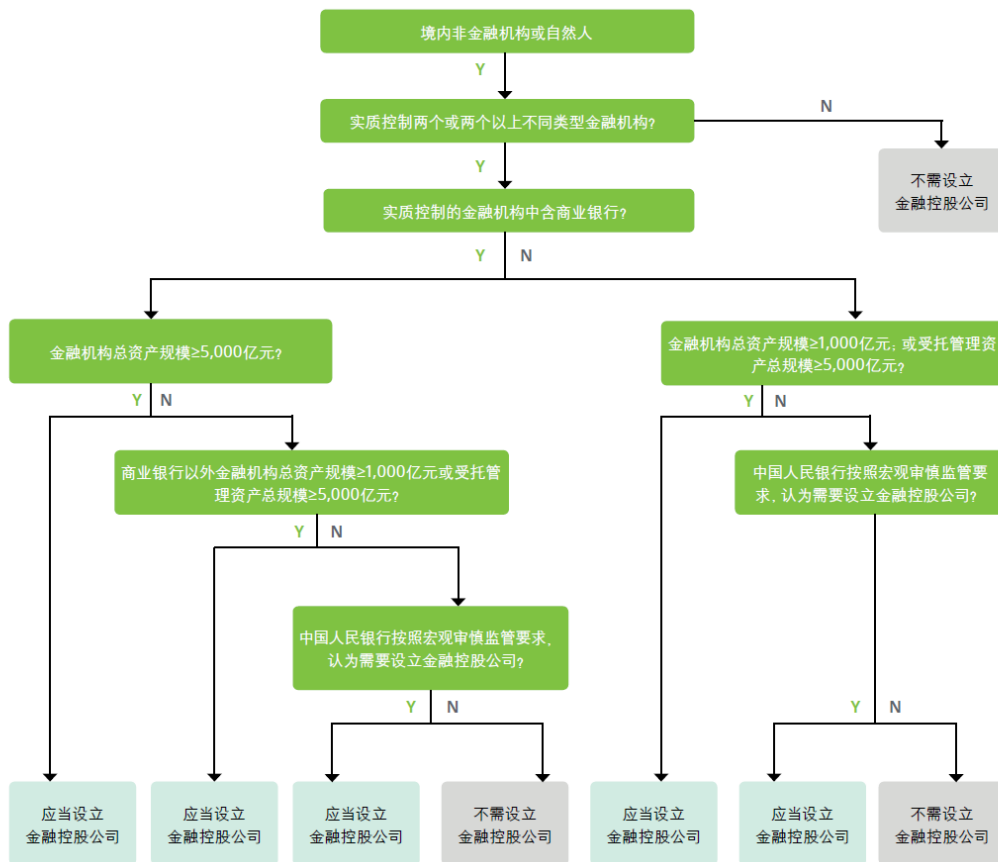 境内非金融机构或自然人
Y
实质控制两个或两个以上不同类型金融机构?
N
Y
不需设立
金融控股公司
实质控制的金融机构中含商业银行?
Y
N
金融机构总资产规模≥5,000亿元?
金融机构总资产规模≥1,000亿元; 或受托管理资
产总规模≥5,000亿元?
Y
N
Y
N
商业银行以外金融机构总资产规模≥1,000亿元或受托管
理资产总规模≥5,000亿元?
中国人民银行按照宏观审慎监管要
求, 认为需要设立金融控股公司?
Y
N
中国人民银行按照宏观审慎监管要求,
认为需要设立金融控股公司?
Y
N
Y
N
应当设立
金融控股公司
应当设立
金融控股公司
应当设立
金融控股公司
不需设立
金融控股公司
应当设立
金融控股公司
应当设立
金融控股公司
不需设立
金融控股公司